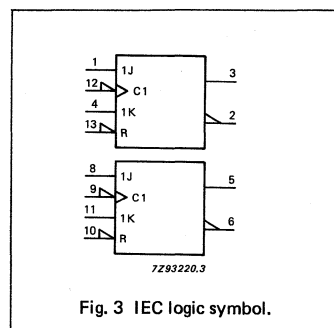 1 1J 3
12 C1
4 1K 2
13 R
8 1J 5
9 C1
11 1K 6
10 R
7Z93220.3
Fig. 3 IEC logic symbol.